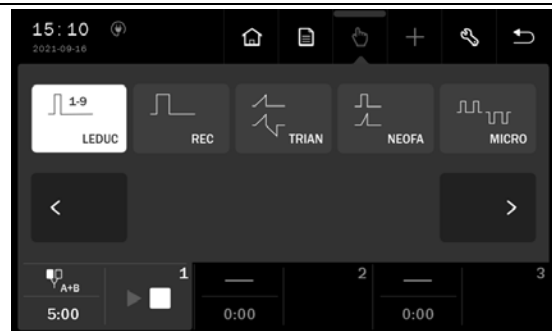 15:10
2021-09-16
1-9
LEDUC
REC
TRIAN
NEOFA
MICRO
A+B
1
2
3
5:00
0:00
0:00